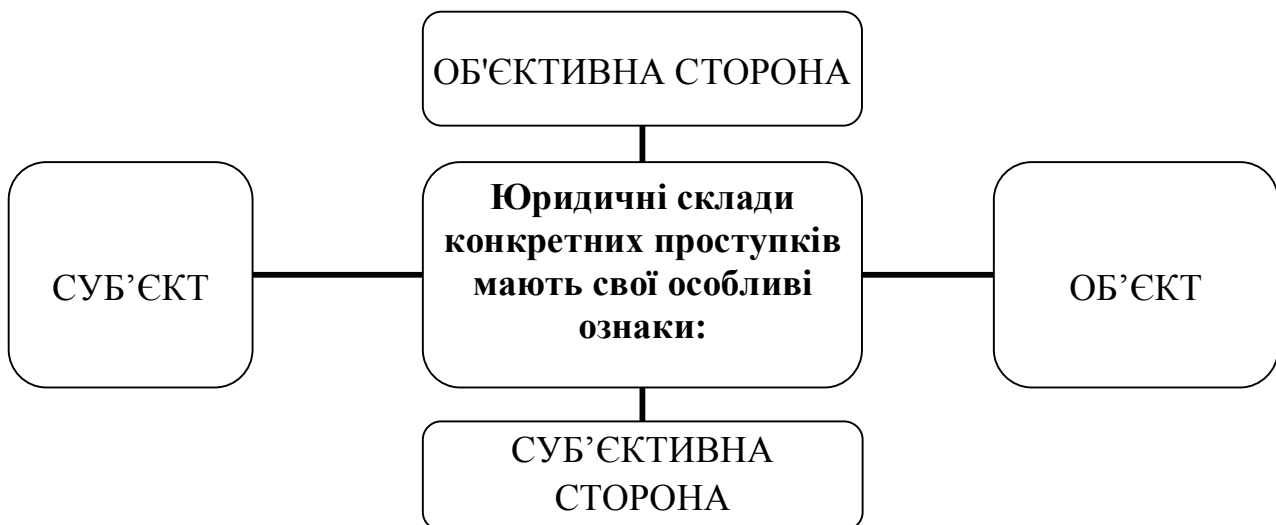 ОБ'ЄКТИВНА СТОРОНА
Юридичні склади
конкретних проступків
мають свої особливі
ознаки:
СУБ’ЄКТ
ОБ’ЄКТ
СУБ’ЄКТИВНА
СТОРОНА